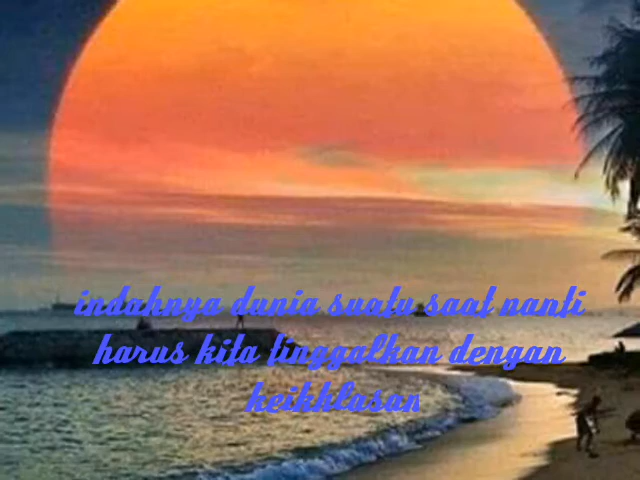 indahnya dunia suatu saat nanti
harus kita tinggalkan dengan
keikhlasan